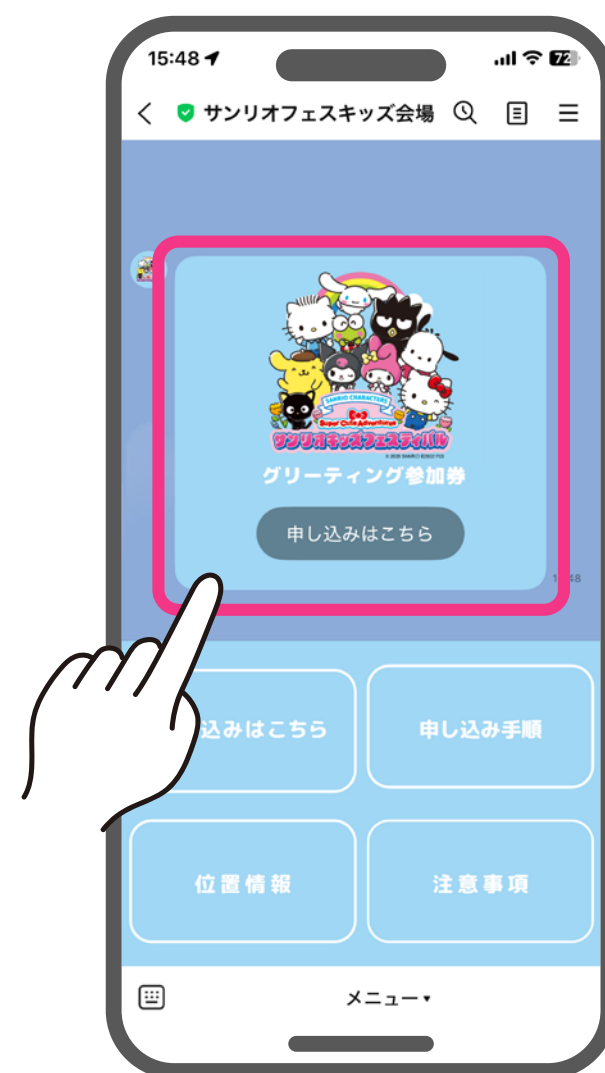 15:48
72
サンリオフェスキッズ会場
SANRIO CHARACTERS
Super Cute Adventures
サンリオキッズフェスティバル
グリーティング参加券
申し込みはこちら
込みはこちら
申し込み手順
位置情報
注意事項
メニュー▾